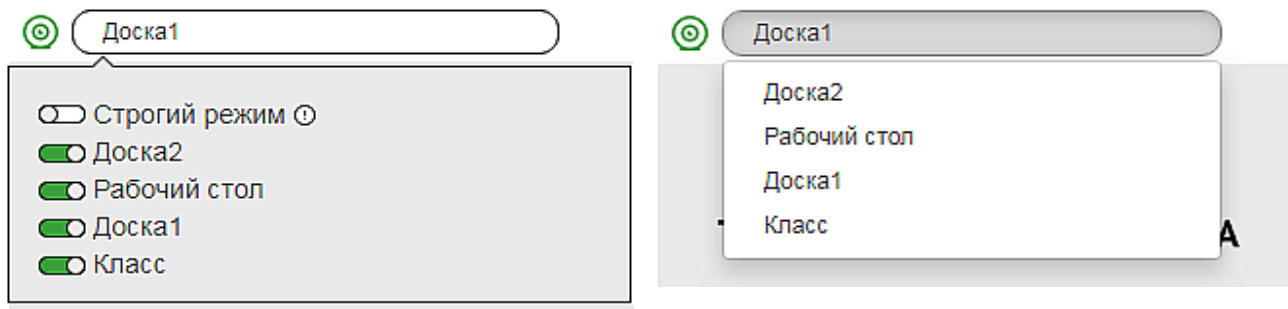 Доска1
Строгий режим
Доска2
Рабочий стол
Доска1
Класс
Доска1
Доска2
Рабочий стол
Доска1
Класс
А